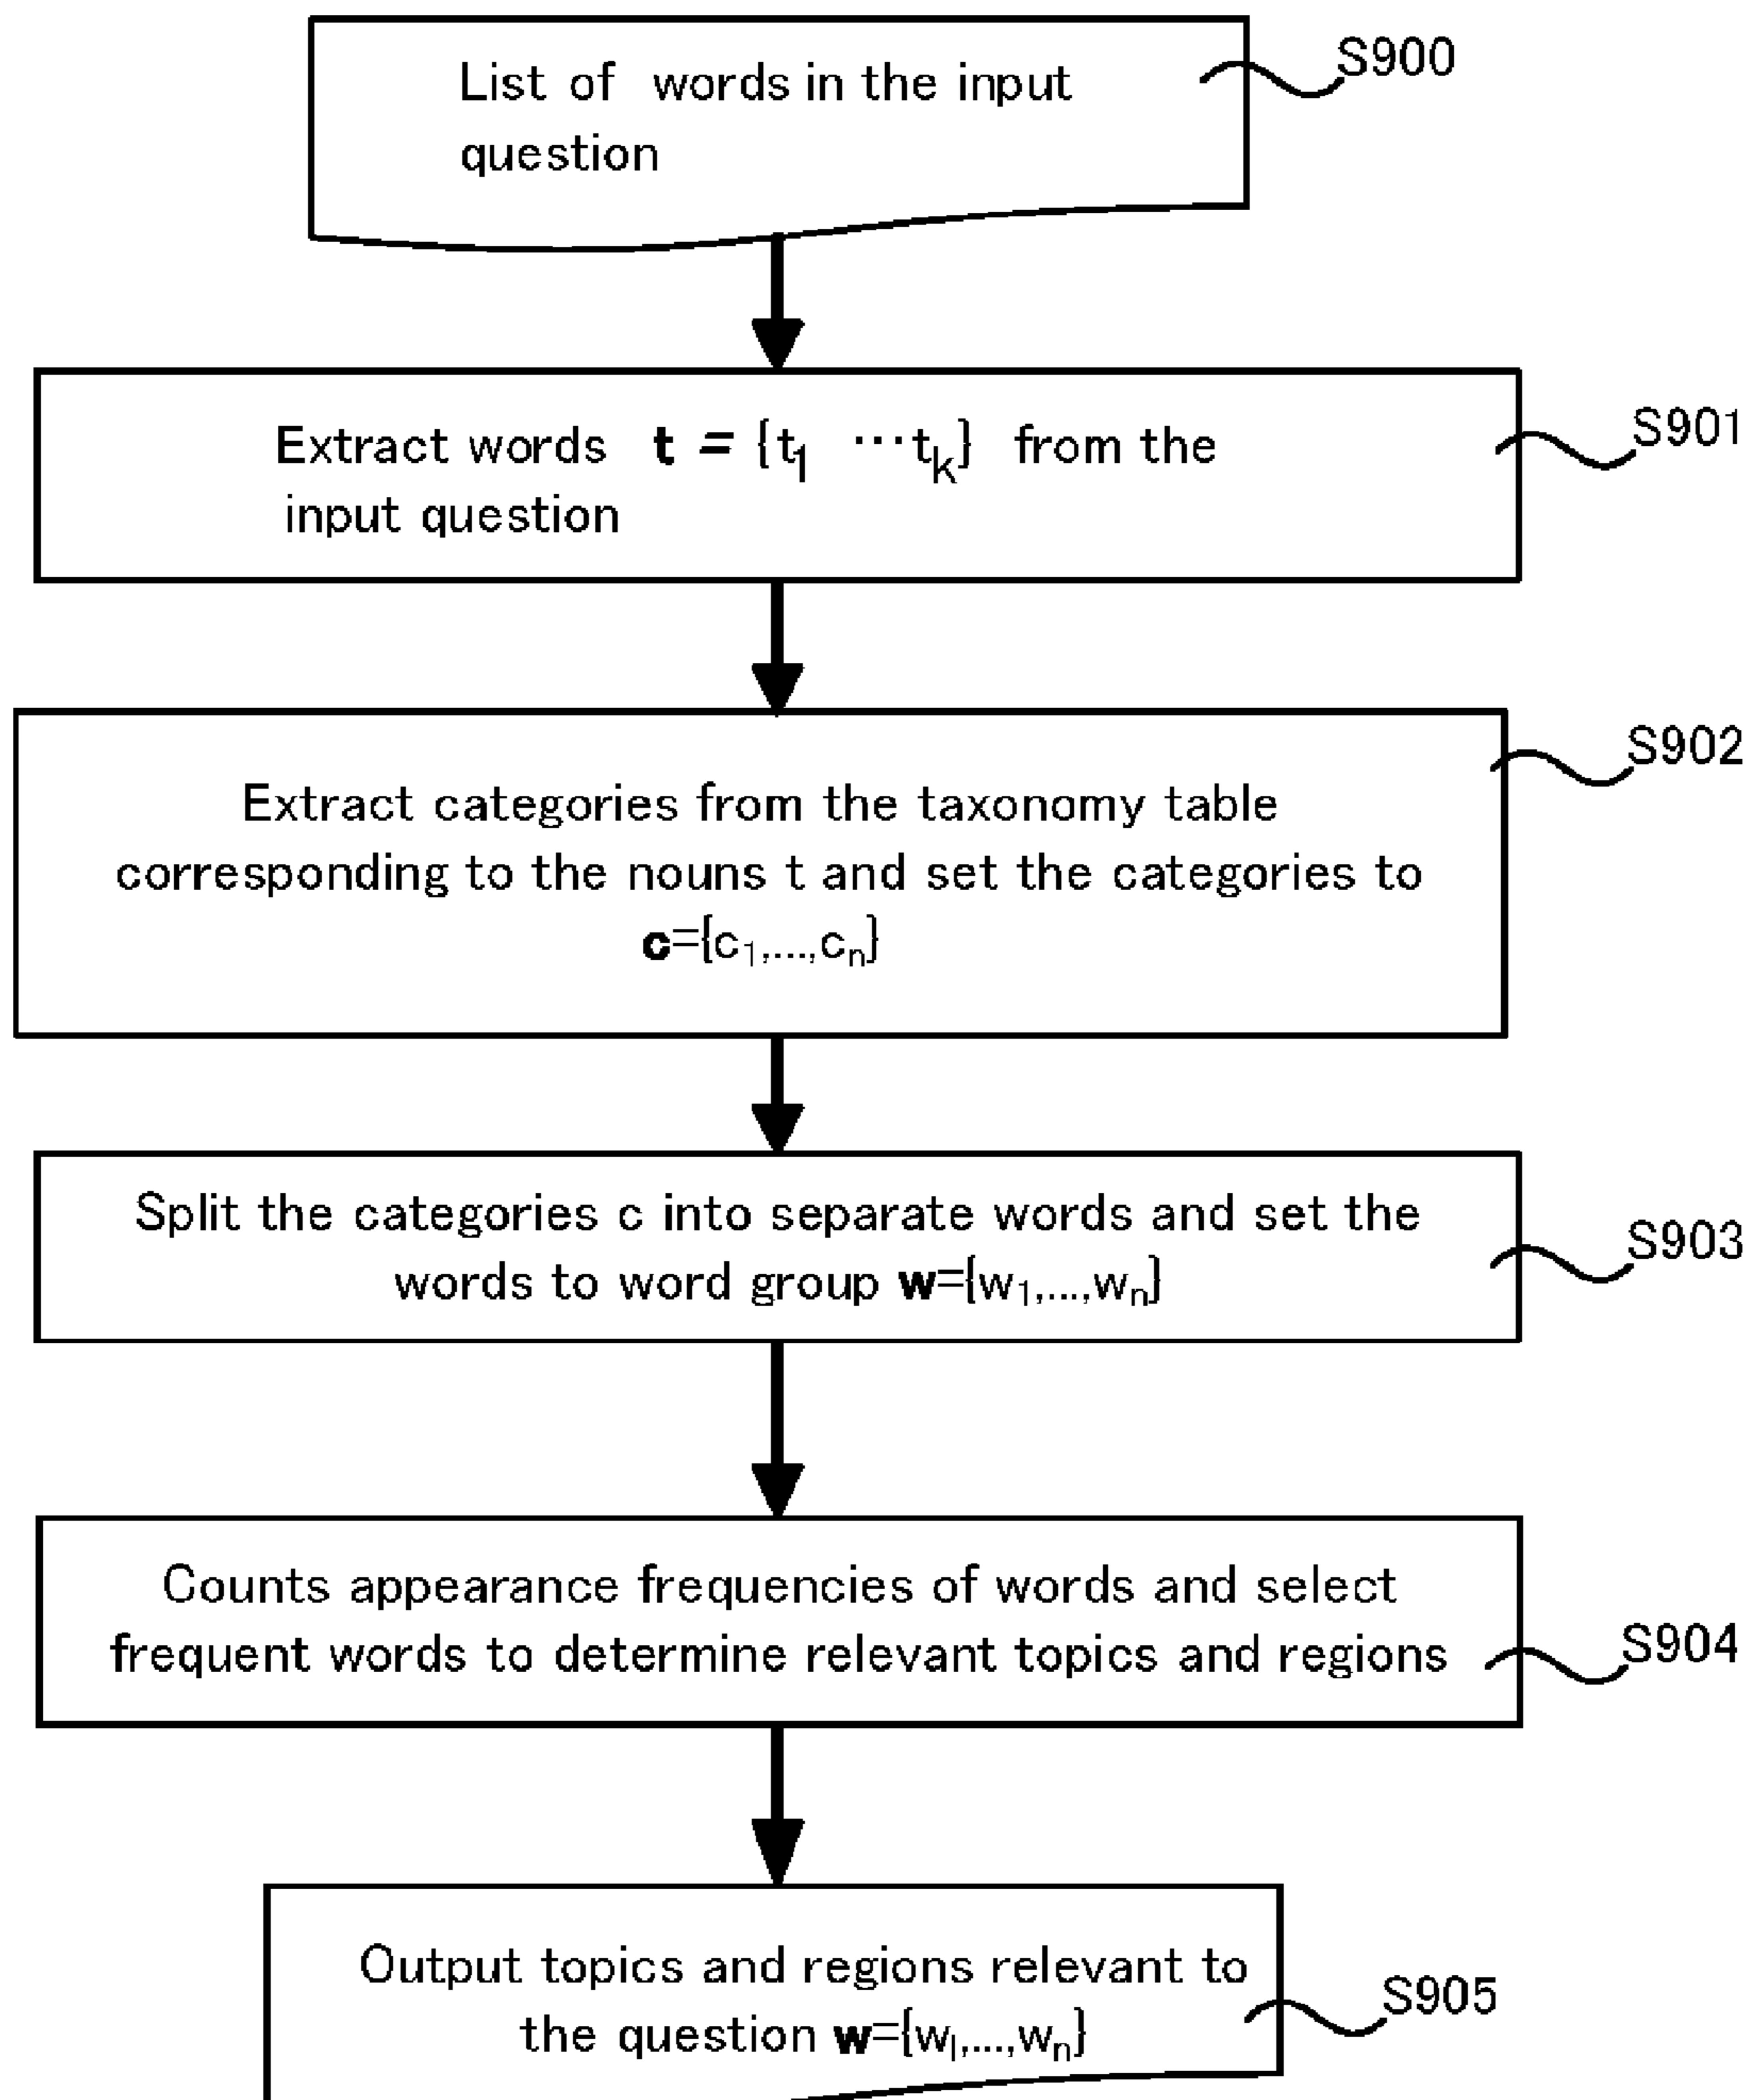 List of words in the input
question
S900
Extract words t = {t1 ⋯tk} from the
input question
S901
Extract categories from the taxonomy table
corresponding to the nouns t and set the categories to
c={c1,...,cn}
S902
Split the categories c into separate words and set the
words to word group w={w1,...,wn}
S903
Counts appearance frequencies of words and select
frequent words to determine relevant topics and regions
S904
Output topics and regions relevant to
the question w={wl,...,wn}
S905